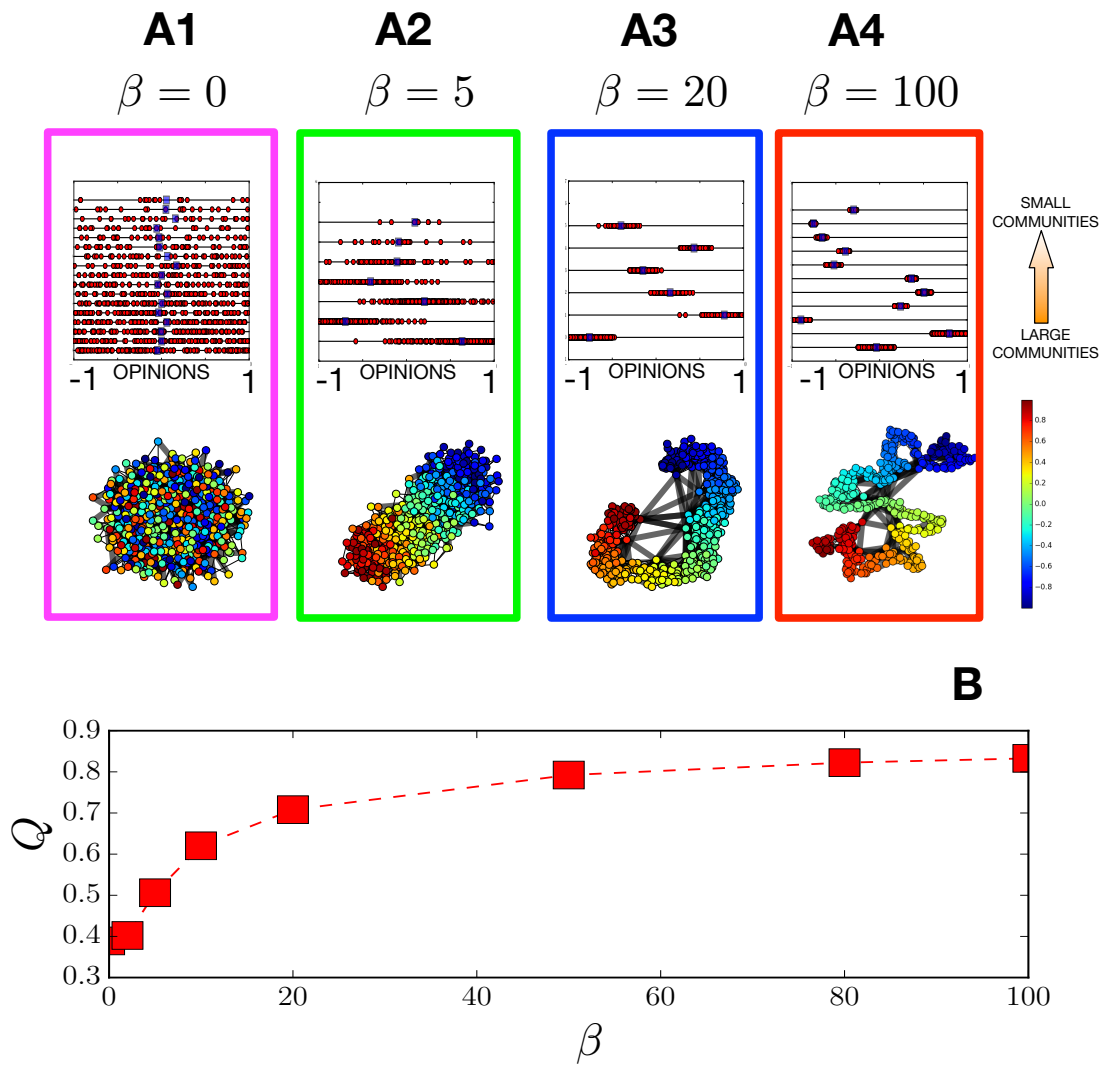 A1 A2 A3 A4
β = 0 β = 5 β = 20 β = 100
SMALL
COMMUNITIES
LARGE
COMMUNITIES
-1 OPINIONS 1 -1 OPINIONS 1 -1 OPINIONS 1 -1 OPINIONS 1
0.8
0.6
0.4
0.2
0.0
−0.2
−0.4
−0.6
−0.8
B
0.9
0.8
0.7
0.6
0.5
0.4
0.3
Q
0 20 40 60 80 100
β